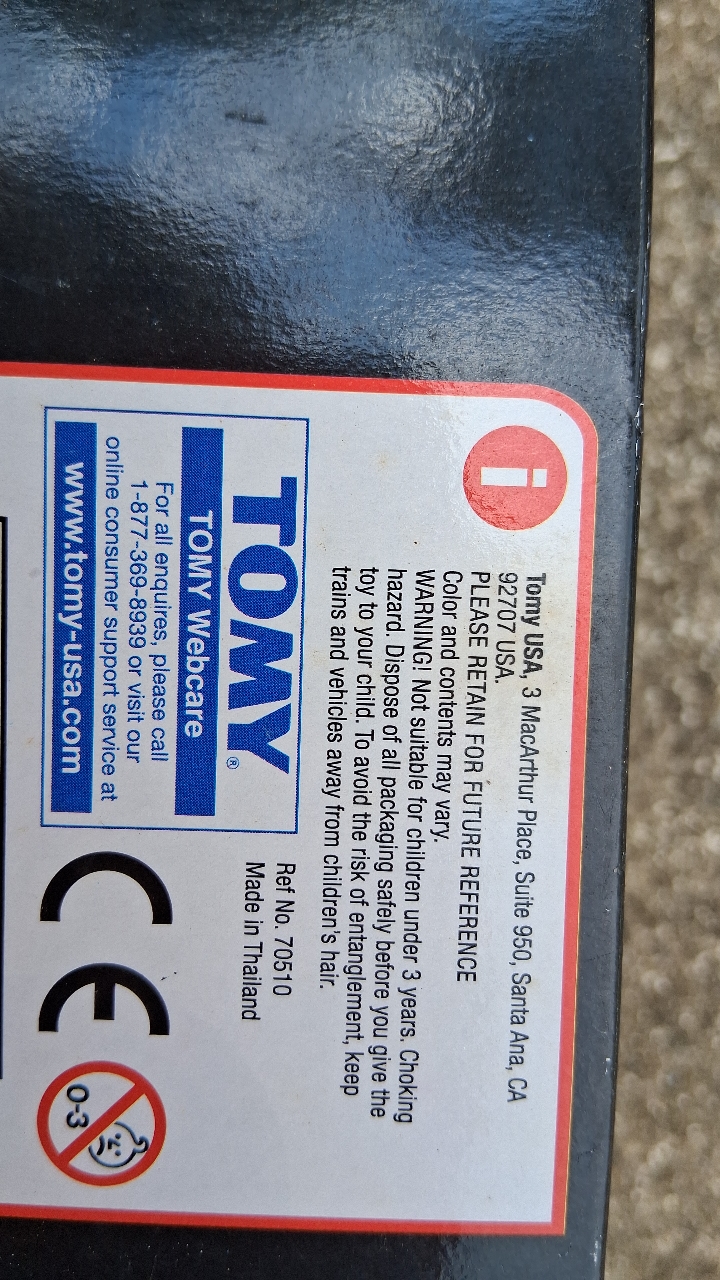 i
Tomy USA, 3 MacArthur Place, Suite 950, Santa Ana, CA
92707 USA.
PLEASE RETAIN FOR FUTURE REFERENCE
Color and contents may vary.
WARNING! Not suitable for children under 3 years. Choking
hazard. Dispose of all packaging safely before you give the
toy to your child. To avoid the risk of entanglement, keep
trains and vehicles away from children's hair.
TOMY®
TOMY Webcare
For all enquires, please call
1-877-369-8939 or visit our
online consumer support service at
www.tomy-usa.com
Ref No. 70510
Made in Thailand
CE
0-3